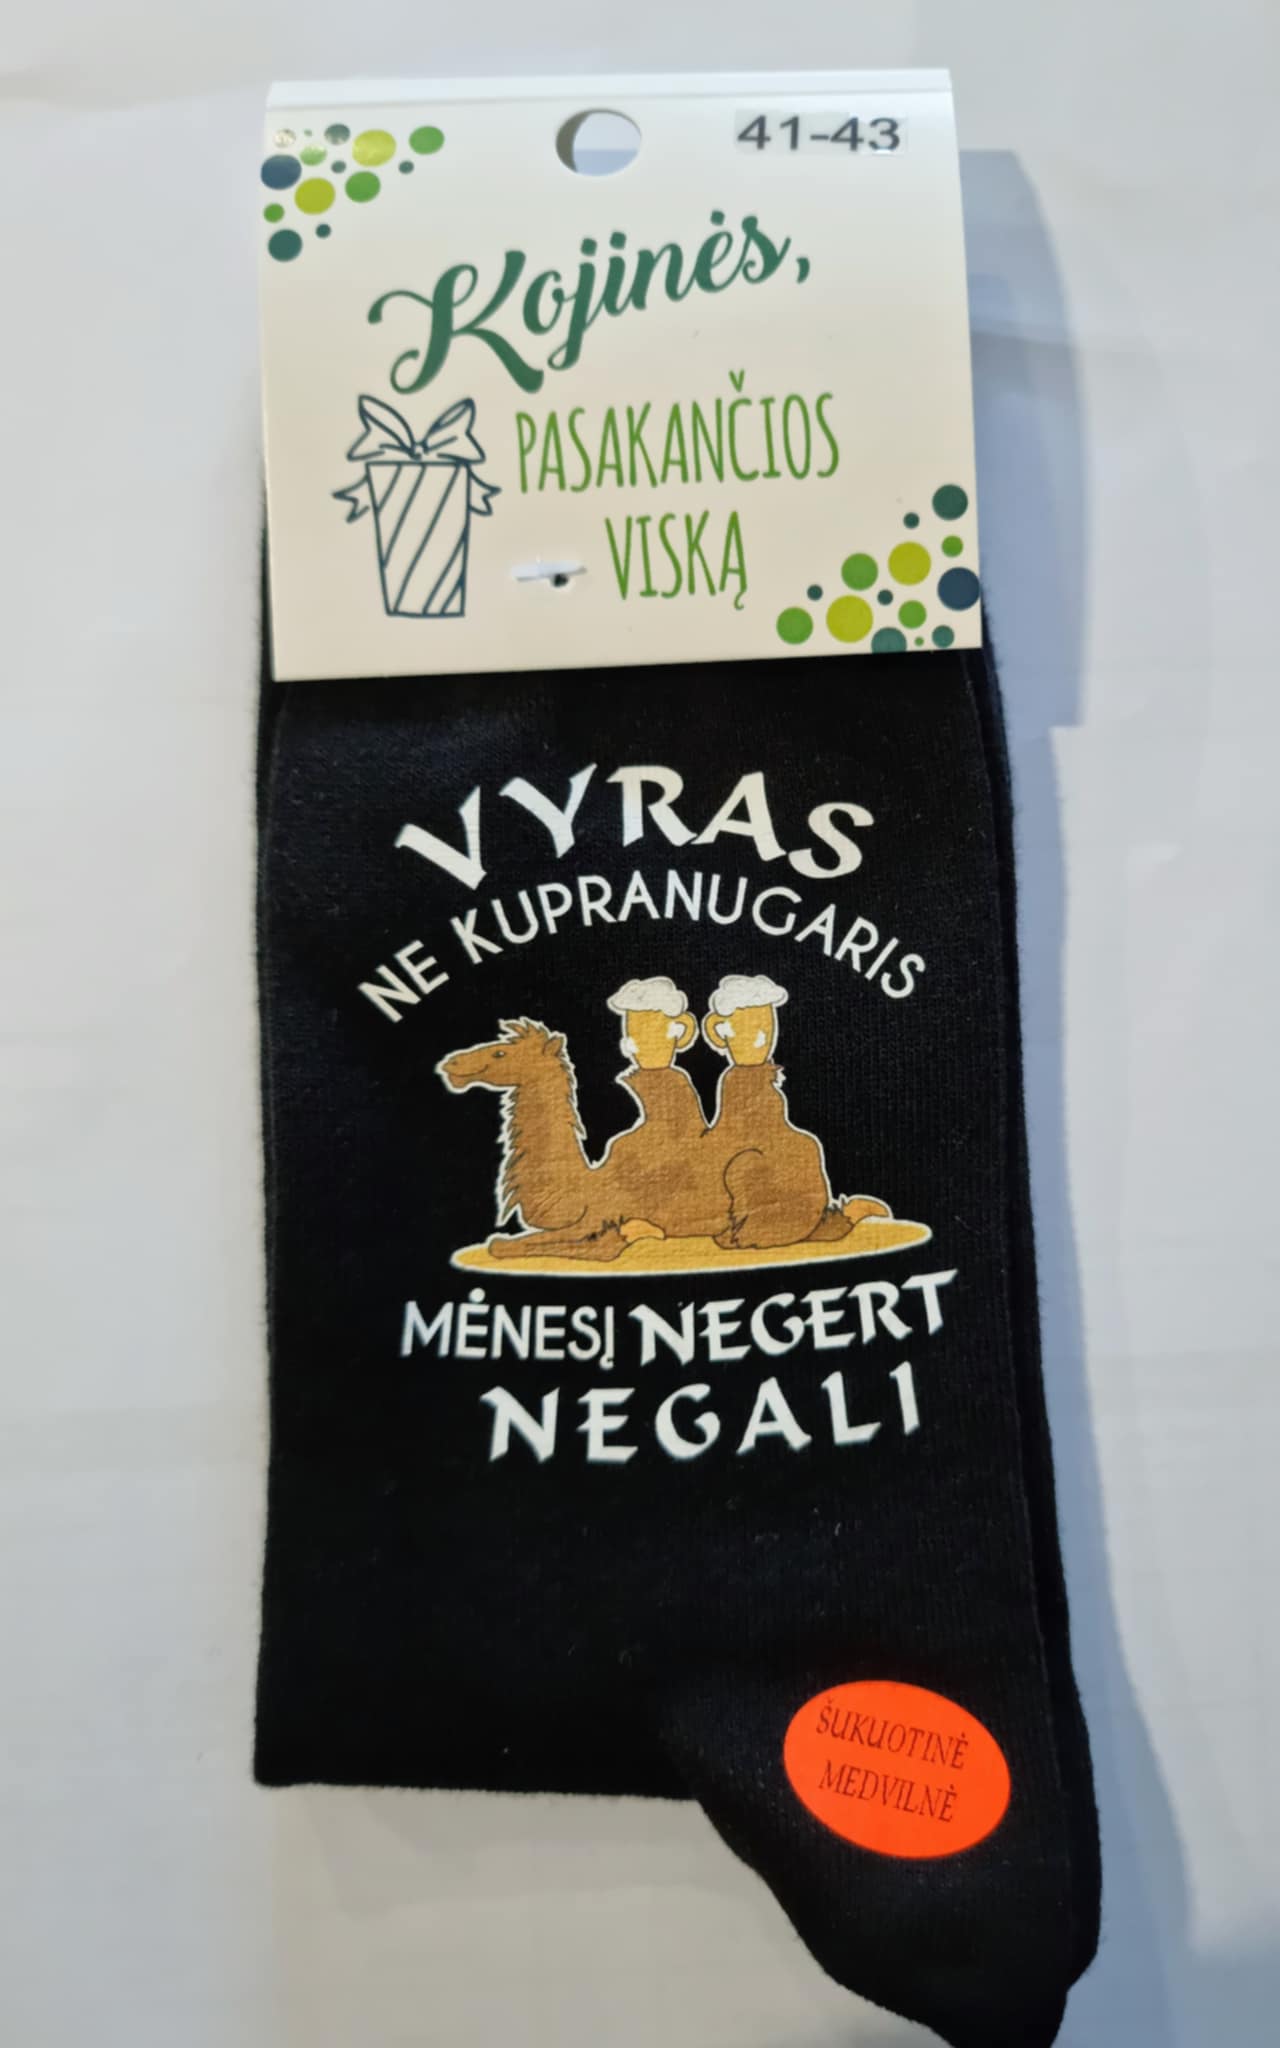 41-43
Kojinės,
PASAKANČIOS
VISKĄ
VYRAS
NE KUPRANUGARIS
MĖNESĮ NEGERT
NEGALI
ŠUKUOTINĖ
MEDVILNĖ